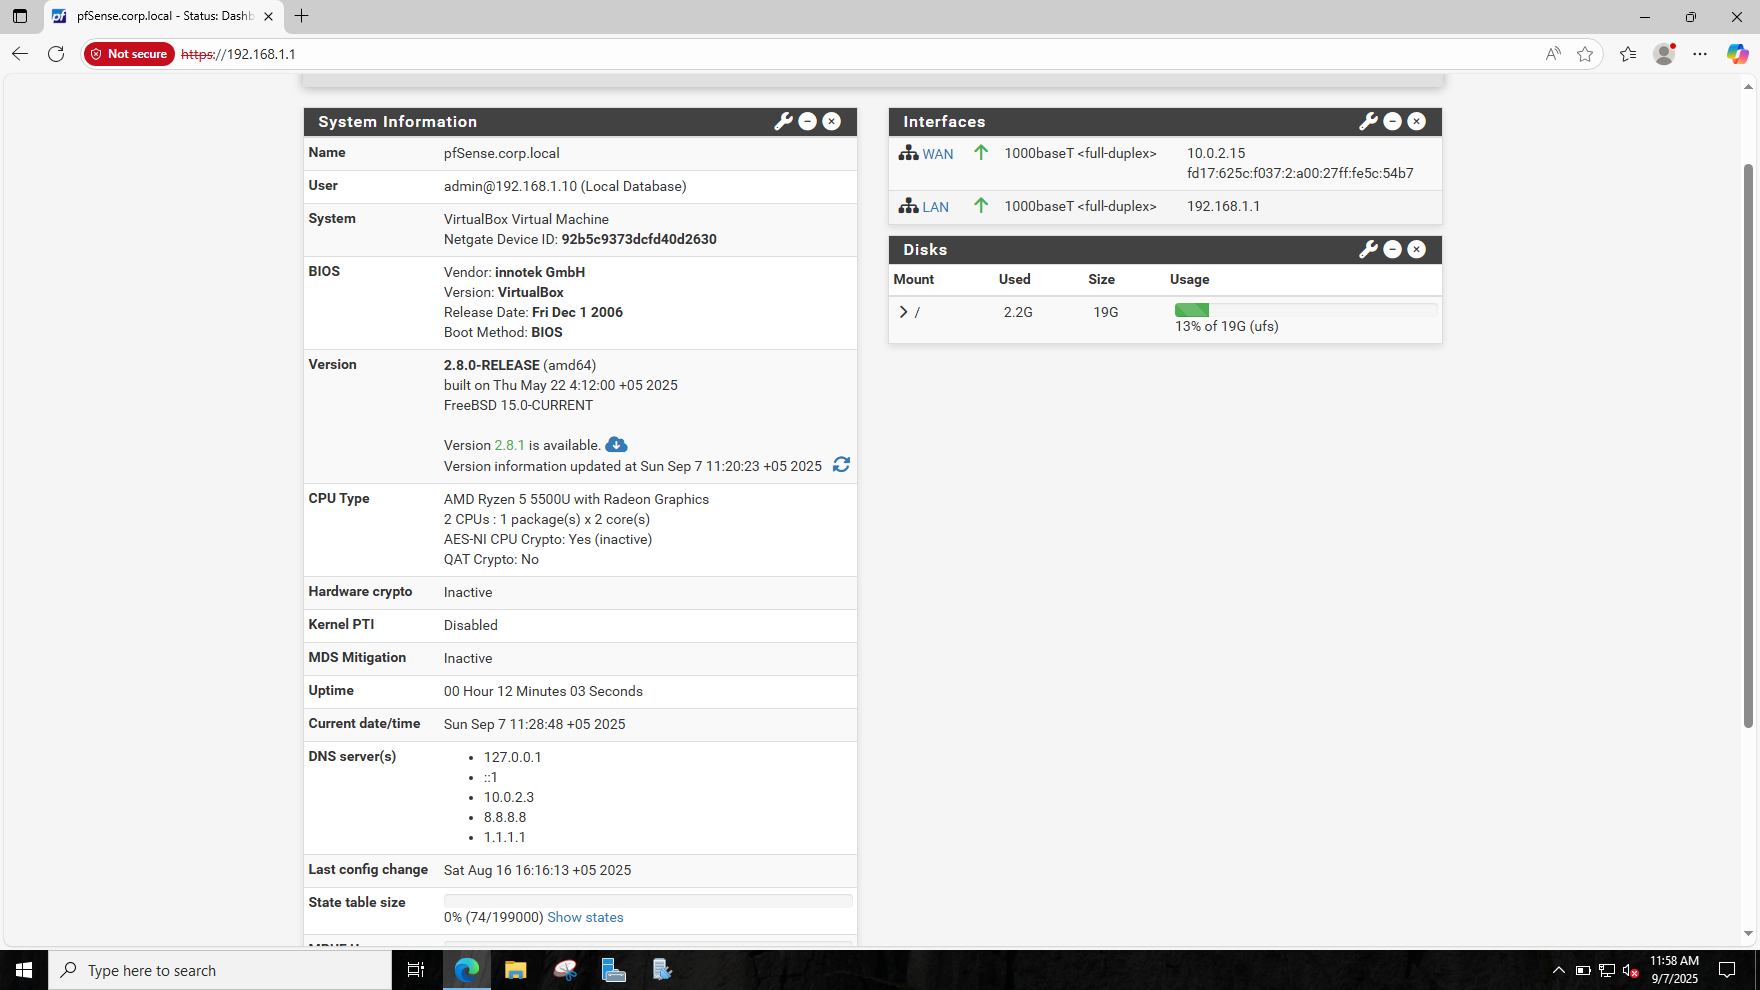 pfSense.corp.local - Status: Dashb
Not secure
https://192.168.1.1
System Information
Name
pfSense.corp.local
User
admin@192.168.1.10 (Local Database)
System
VirtualBox Virtual Machine
Netgate Device ID: 92b5c9373dcfd40d2630
BIOS
Vendor: innotek GmbH
Version: VirtualBox
Release Date: Fri Dec 1 2006
Boot Method: BIOS
Version
2.8.0-RELEASE (amd64)
built on Thu May 22 4:12:00 +05 2025
FreeBSD 15.0-CURRENT
Version 2.8.1 is available.
Version information updated at Sun Sep 7 11:20:23 +05 2025
CPU Type
AMD Ryzen 5 5500U with Radeon Graphics
2 CPUs : 1 package(s) x 2 core(s)
AES-NI CPU Crypto: Yes (inactive)
QAT Crypto: No
Hardware crypto
Inactive
Kernel PTI
Disabled
MDS Mitigation
Inactive
Uptime
00 Hour 12 Minutes 03 Seconds
Current date/time
Sun Sep 7 11:28:48 +05 2025
DNS server(s)
127.0.0.1
::1
10.0.2.3
8.8.8.8
1.1.1.1
Last config change
Sat Aug 16 16:16:13 +05 2025
State table size
0% (74/199000) Show states
Interfaces
WAN 1000baseT <full-duplex> 10.0.2.15
fd17:625c:f037:2:a00:27ff:fe5c:54b7
LAN 1000baseT <full-duplex> 192.168.1.1
Disks
Mount Used Size Usage
/ 2.2G 19G
13% of 19G (ufs)
Type here to search
11:58 AM
9/7/2025